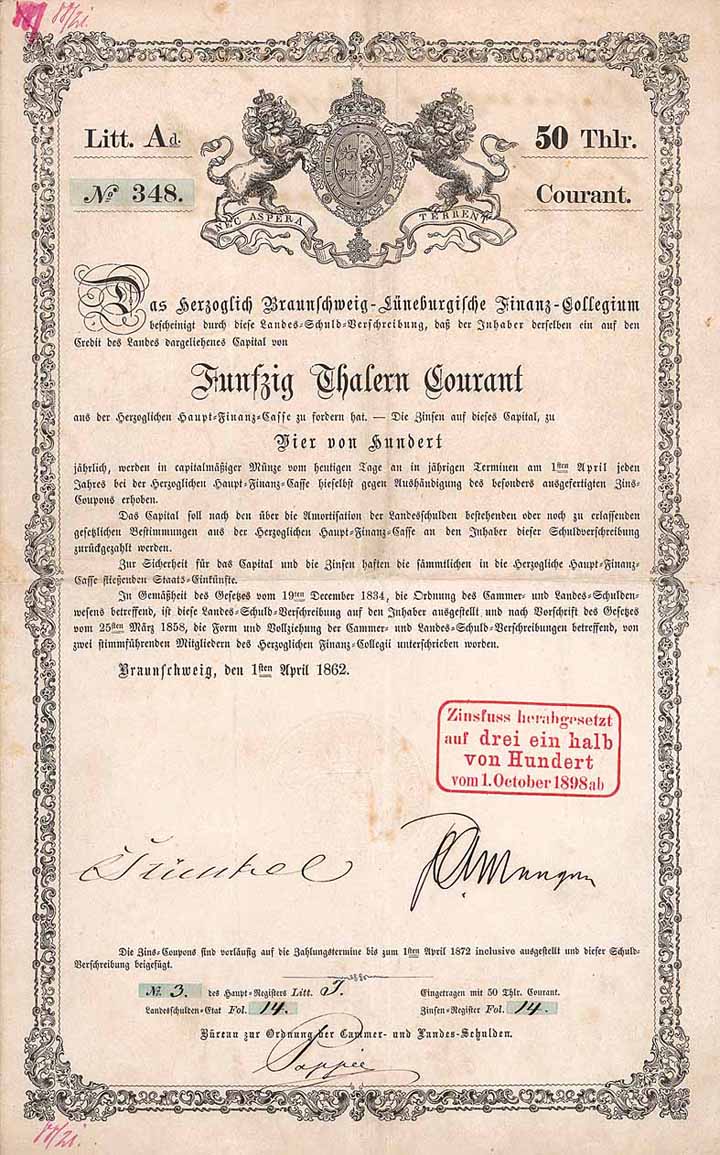 Litt. Ad.
50 Thlr.
No 348.
Courant.
NEC ASPERA TERRENT
Das Herzoglich Braunschweig-Lüneburgische Finanz-Collegium
bescheinigt durch diese Landes-Schuld-Verschreibung, daß der Inhaber derselben ein auf den
Credit des Landes dargeliehenes Capital von
Funfzig Thalern Courant
aus der Herzoglichen Haupt-Finanz-Casse zu fordern hat. — Die Zinsen auf dieses Capital, zu
Vier von Hundert
jährlich, werden in capitalmäßiger Münze vom heutigen Tage an in jährigen Terminen am 1sten April jeden
Jahres bei der Herzoglichen Haupt-Finanz-Casse hieselbst gegen Aushändigung des besonders ausgefertigten Zins-
Coupons erhoben.
Das Capital soll nach den über die Amortisation der Landesschulden bestehenden oder noch zu erlassenden
gesetzlichen Bestimmungen aus der Herzoglichen Haupt-Finanz-Casse an den Inhaber dieser Schuldverschreibung
zurückgezahlt werden.
Zur Sicherheit für das Capital und die Zinsen haften die sämmtlichen in die Herzogliche Haupt-Finanz-
Casse fließenden Staats-Einkünfte.
In Gemäßheit des Gesetzes vom 19ten December 1834, die Ordnung des Cammer- und Landes-Schulden-
wesens betreffend, ist diese Landes-Schuld-Verschreibung auf den Inhaber ausgestellt und nach Vorschrift des Gesetzes
vom 25sten März 1858, die Form und Vollziehung der Cammer- und Landes-Schuld-Verschreibungen betreffend, von
zwei stimmführenden Mitgliedern des Herzoglichen Finanz-Collegii unterschrieben worden.
Braunschweig, den 1sten April 1862.
Zinsfuss herabgesetzt
auf drei ein halb
von Hundert
vom 1. October 1898 ab
Die Zins-Coupons sind vorläufig auf die Zahlungstermine bis zum 1sten April 1872 inclusive ausgestellt und dieser Schuld-
Verschreibung beigefügt.
No. 3. des Haupt-Registers Litt. T. Eingetragen mit 50 Thlr. Courant.
Landesschulden-Etat Fol. 14. Zinsen-Register Fol. 14.
Büreau zur Ordnung der Cammer- und Landes-Schulden.